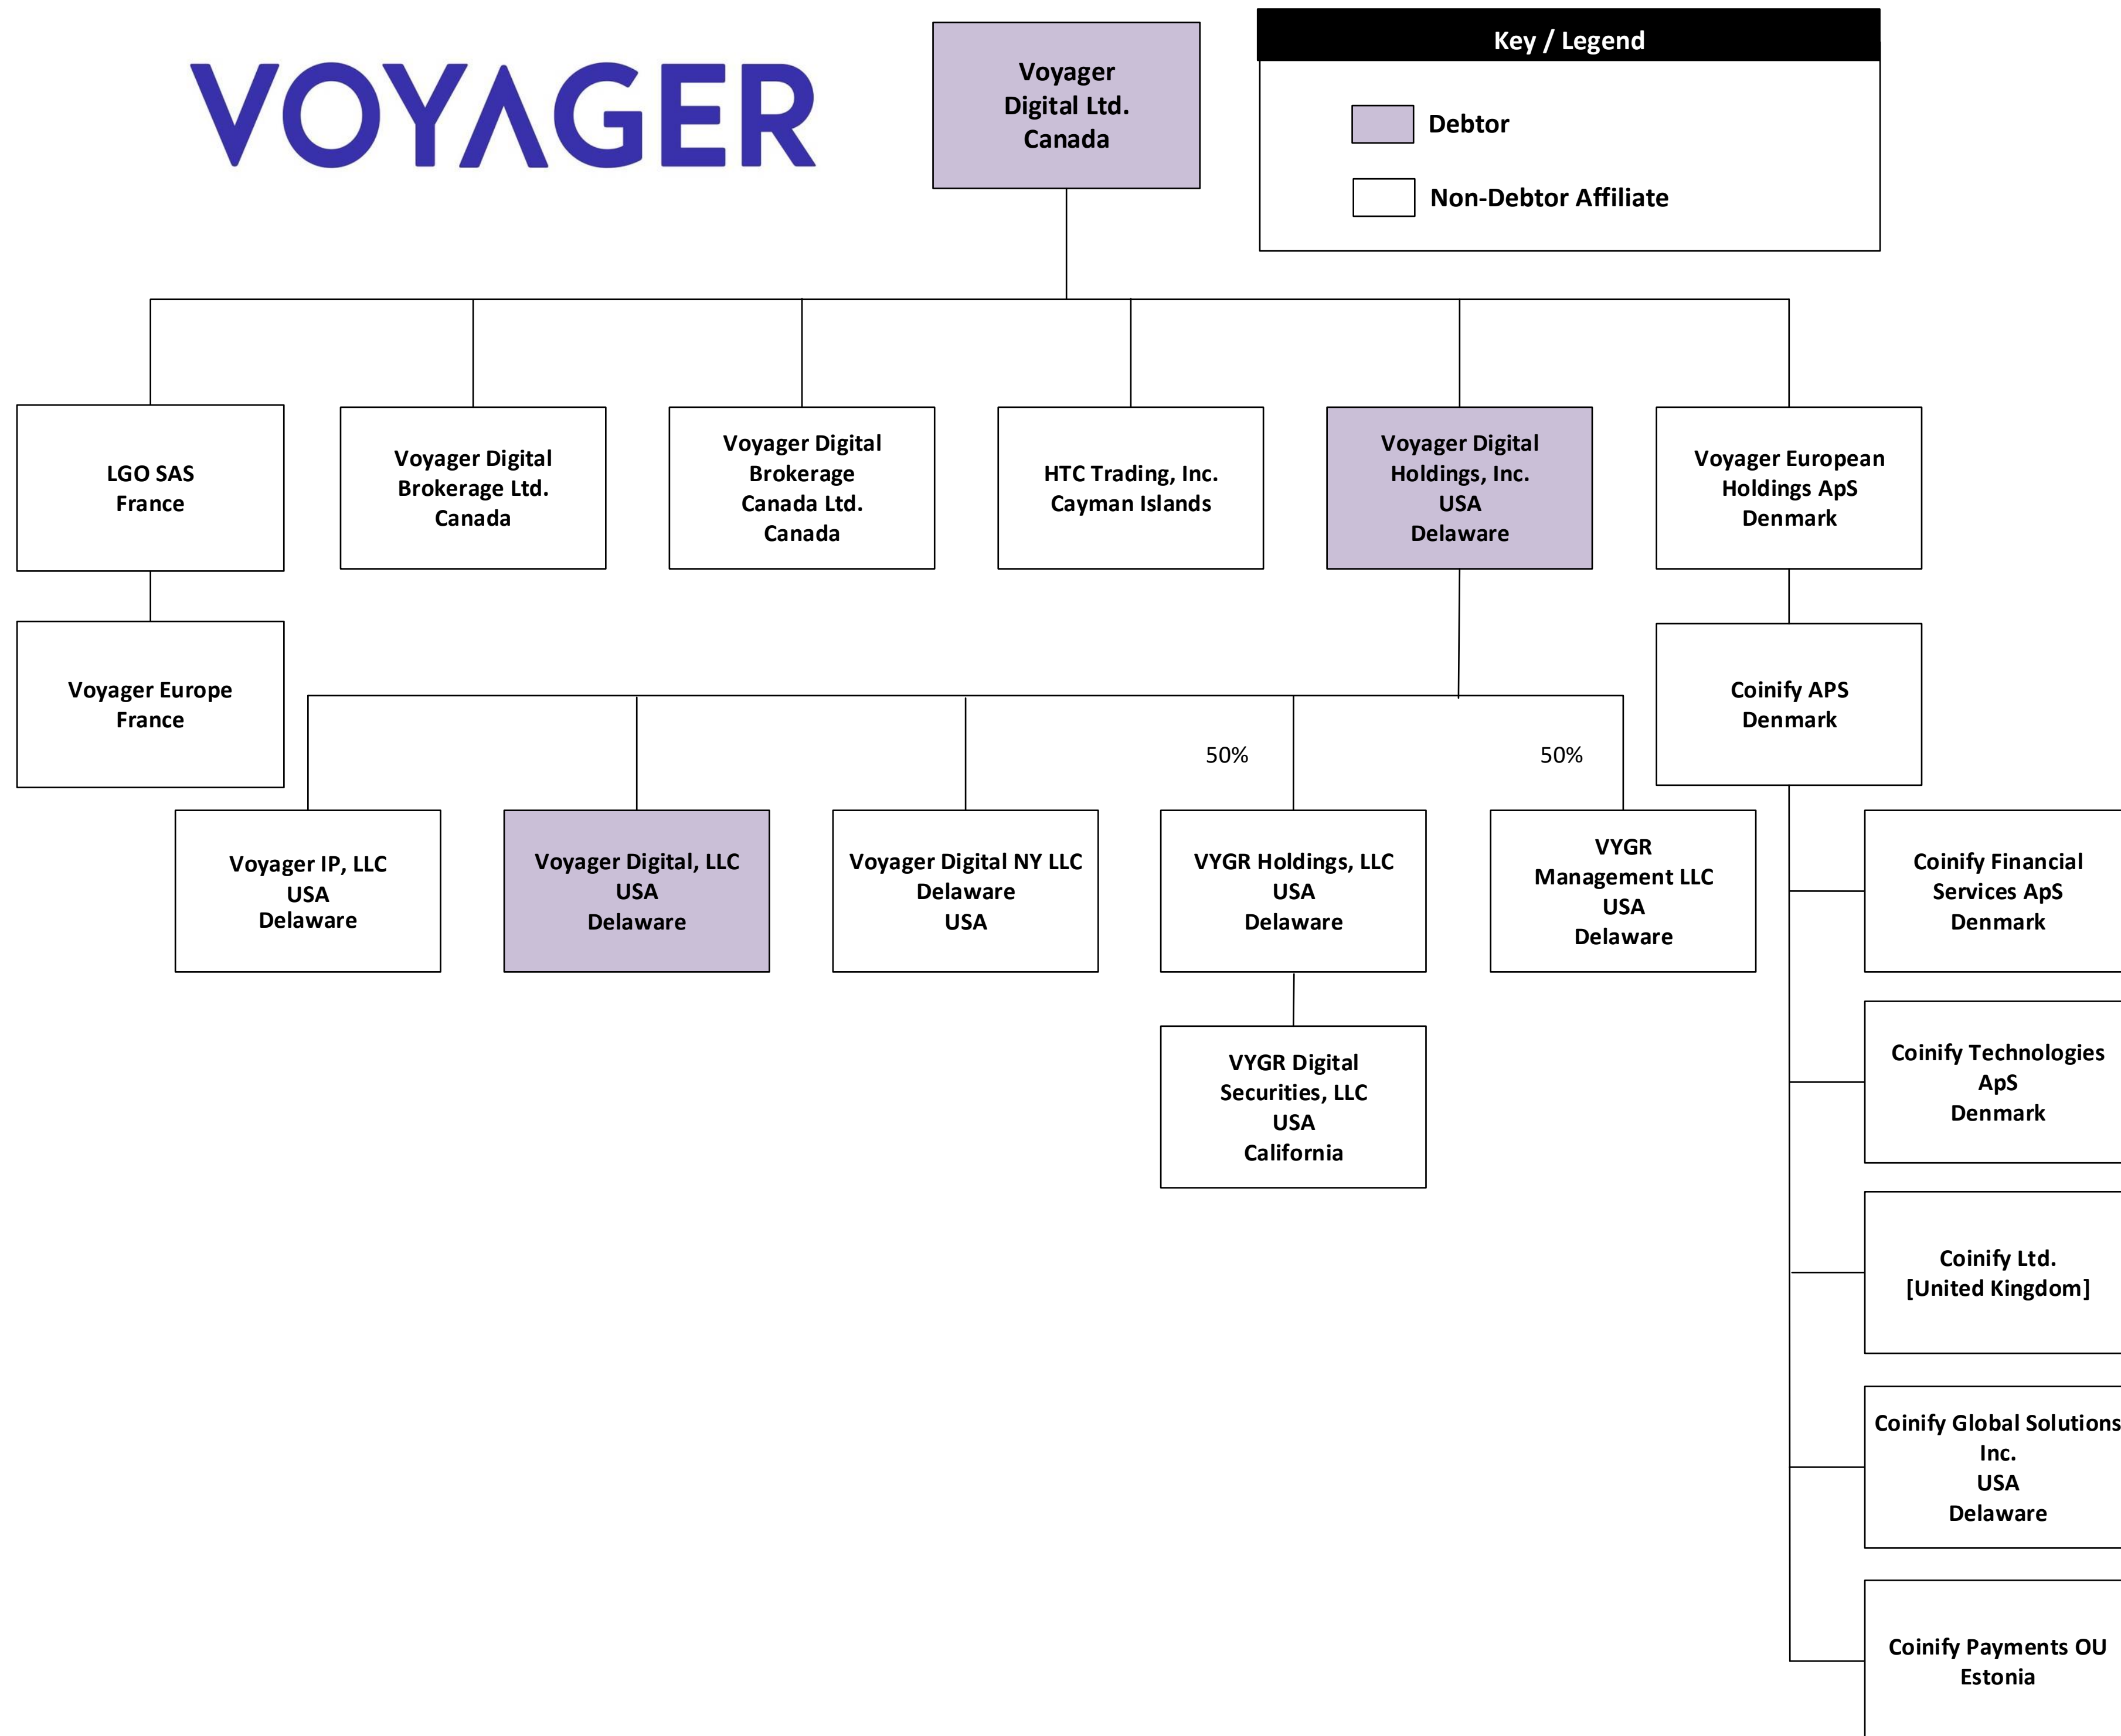 VOYAGER
Voyager
Digital Ltd.
Canada
Key / Legend
Debtor
Non-Debtor Affiliate
LGO SAS
France
Voyager Digital
Brokerage Ltd.
Canada
Voyager Digital
Brokerage
Canada Ltd.
Canada
HTC Trading, Inc.
Cayman Islands
Voyager Digital
Holdings, Inc.
USA
Delaware
Voyager European
Holdings ApS
Denmark
Voyager Europe
France
Coinify APS
Denmark
50%
50%
Voyager IP, LLC
USA
Delaware
Voyager Digital, LLC
USA
Delaware
Voyager Digital NY LLC
Delaware
USA
VYGR Holdings, LLC
USA
Delaware
VYGR
Management LLC
USA
Delaware
Coinify Financial
Services ApS
Denmark
VYGR Digital
Securities, LLC
USA
California
Coinify Technologies
ApS
Denmark
Coinify Ltd.
[United Kingdom]
Coinify Global Solutions
Inc.
USA
Delaware
Coinify Payments OU
Estonia